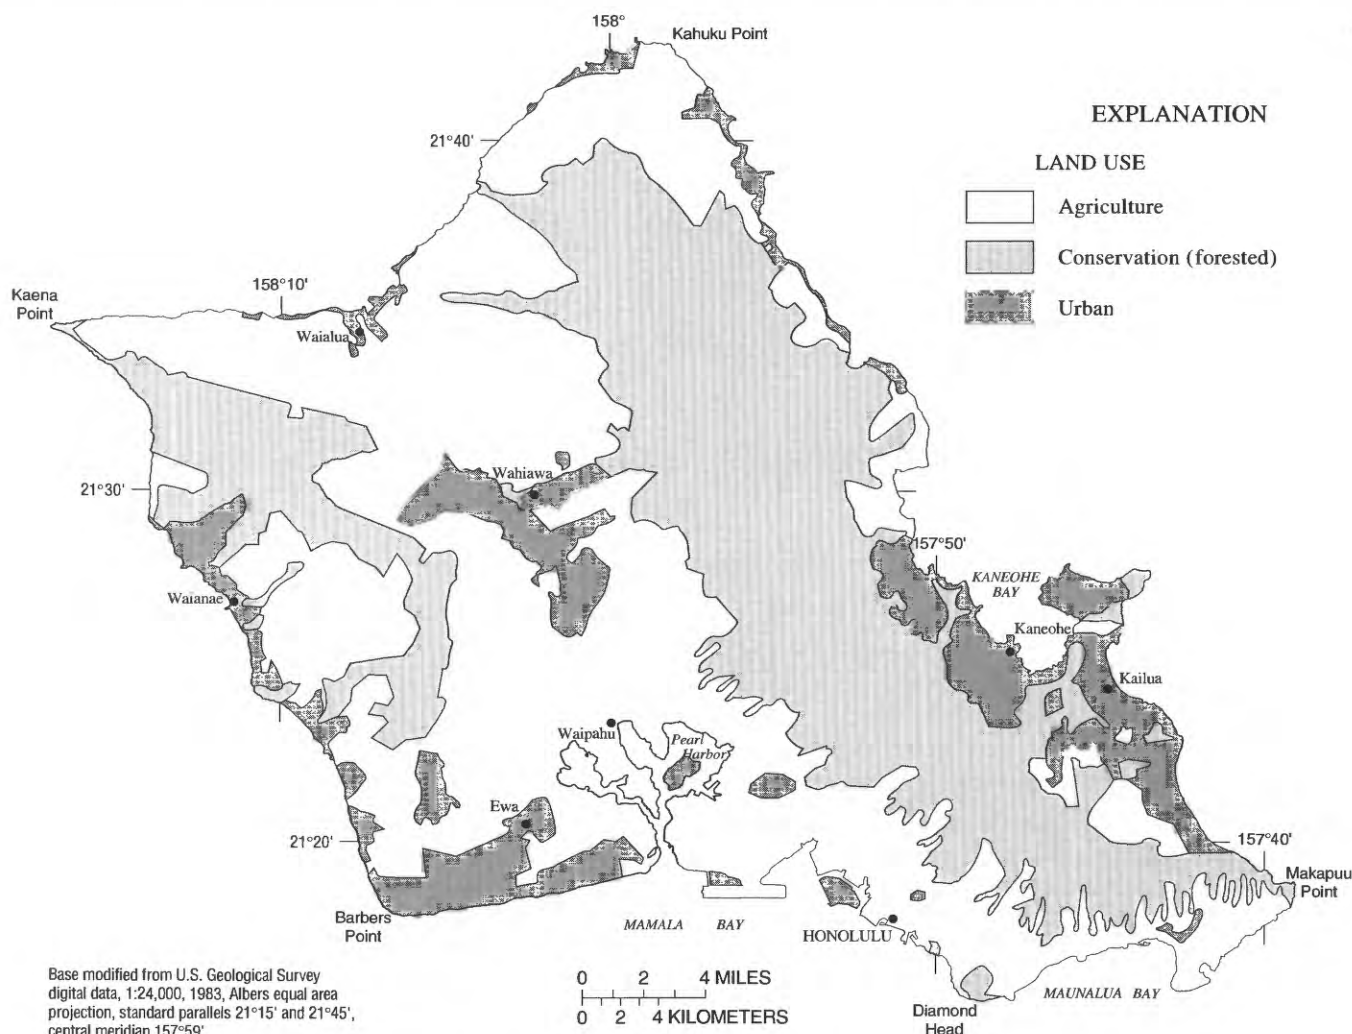 158°
Kahuku Point
EXPLANATION
21°40'
LAND USE
Agriculture
Conservation (forested)
Urban
158°10'
Kaena
Point
Waialua
Wahiawa
21°30'
157°50'
KANEOHE
BAY
Waianae
Kaneohe
Kailua
Waipahu
Pearl
Harbor
Ewa
21°20'
157°40'
Makapuu
Point
Barbers
Point
MAMALA BAY
HONOLULU
MAUNALUA BAY
Diamond
Head
Base modified from U.S. Geological Survey
digital data, 1:24,000, 1983, Albers equal area
projection, standard parallels 21°15' and 21°45',
central meridian 157°59'
0 2 4 MILES
0 2 4 KILOMETERS